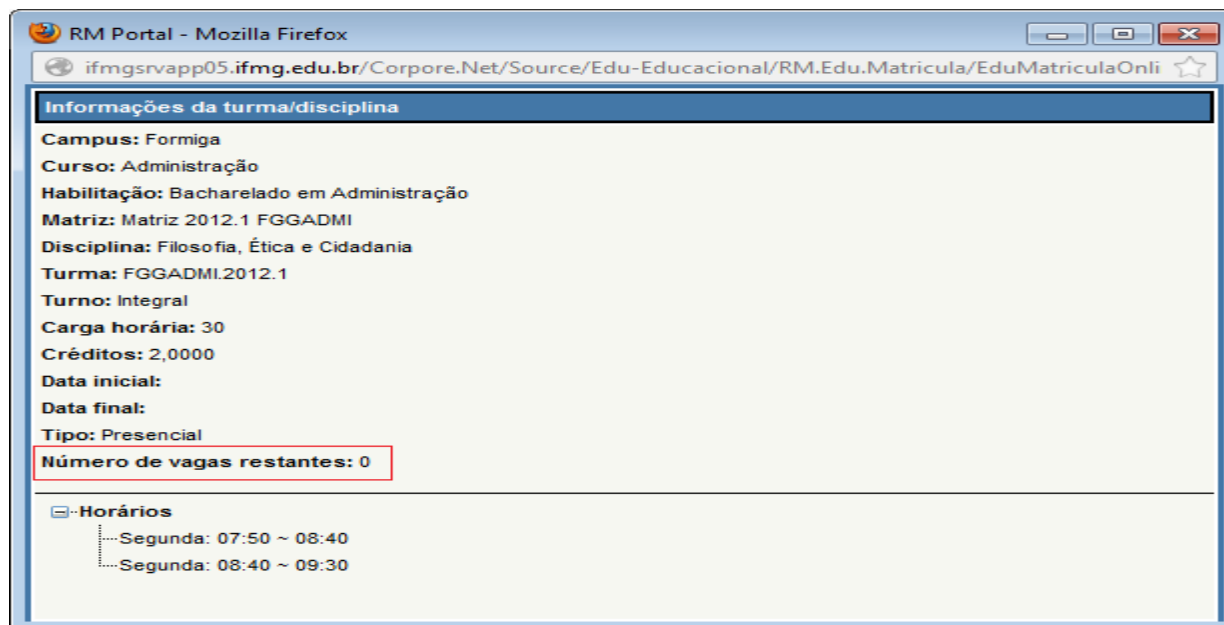 RM Portal - Mozilla Firefox
ifmgsrvapp05.ifmg.edu.br/Corpore.Net/Source/Edu-Educacional/RM.Edu.Matricula/EduMatriculaOnli
Informações da turma/disciplina
Campus: Formiga
Curso: Administração
Habilitação: Bacharelado em Administração
Matriz: Matriz 2012.1 FGGADMI
Disciplina: Filosofia, Ética e Cidadania
Turma: FGGADMI.2012.1
Turno: Integral
Carga horária: 30
Créditos: 2,0000
Data inicial:
Data final:
Tipo: Presencial
Número de vagas restantes: 0
Horários
Segunda: 07:50 ~ 08:40
Segunda: 08:40 ~ 09:30